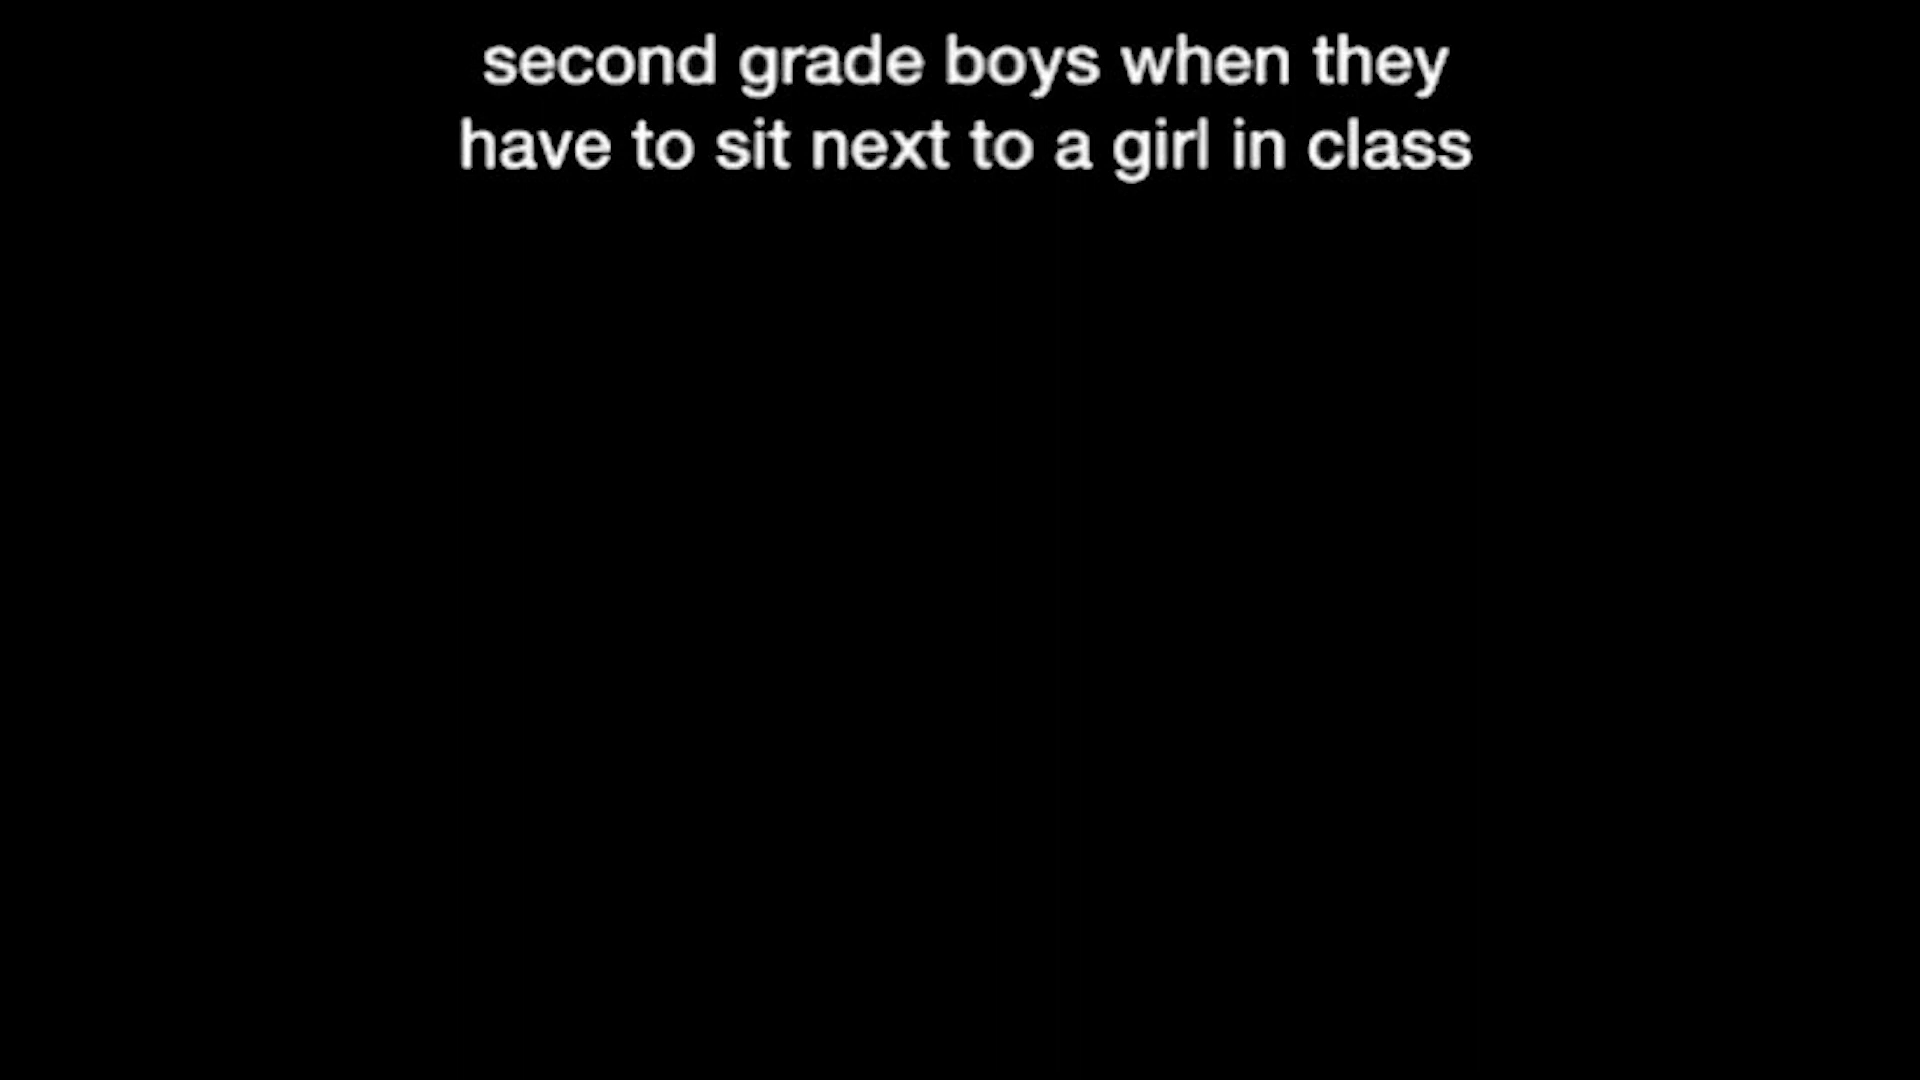 second grade boys when they
have to sit next to a girl in class